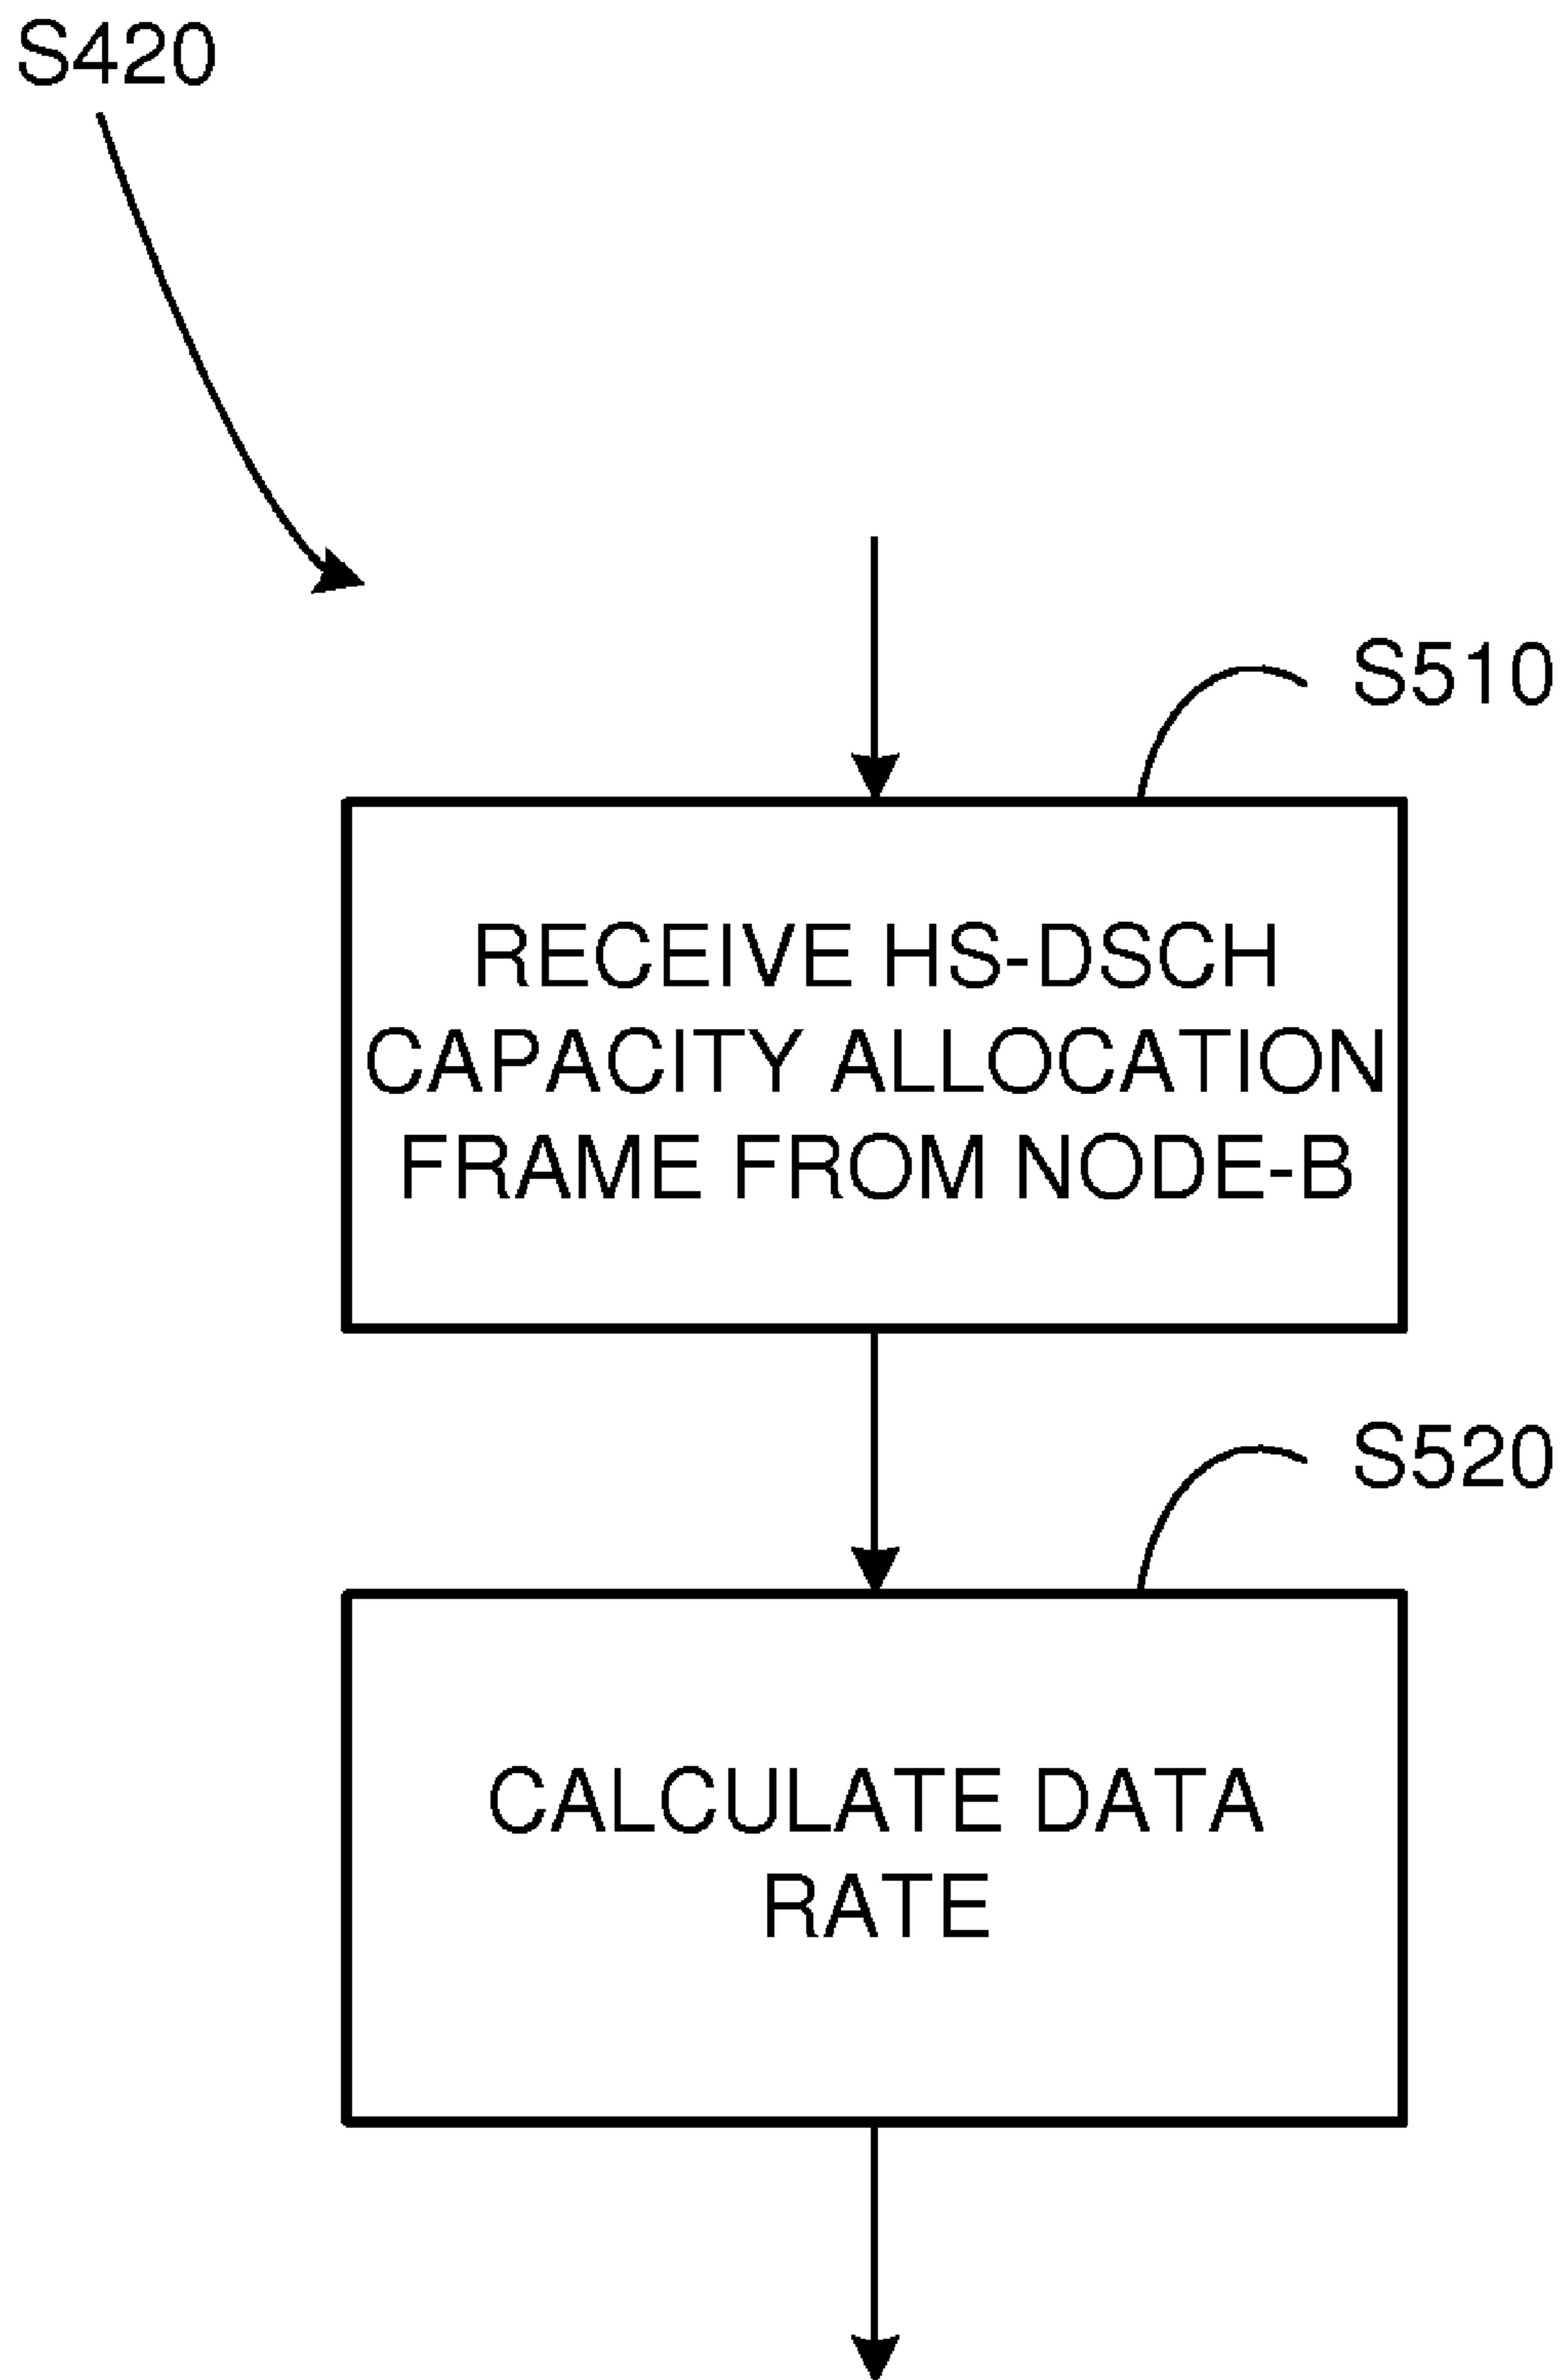 S420
S510
RECEIVE HS-DSCH
CAPACITY ALLOCATION
FRAME FROM NODE-B
S520
CALCULATE DATA
RATE